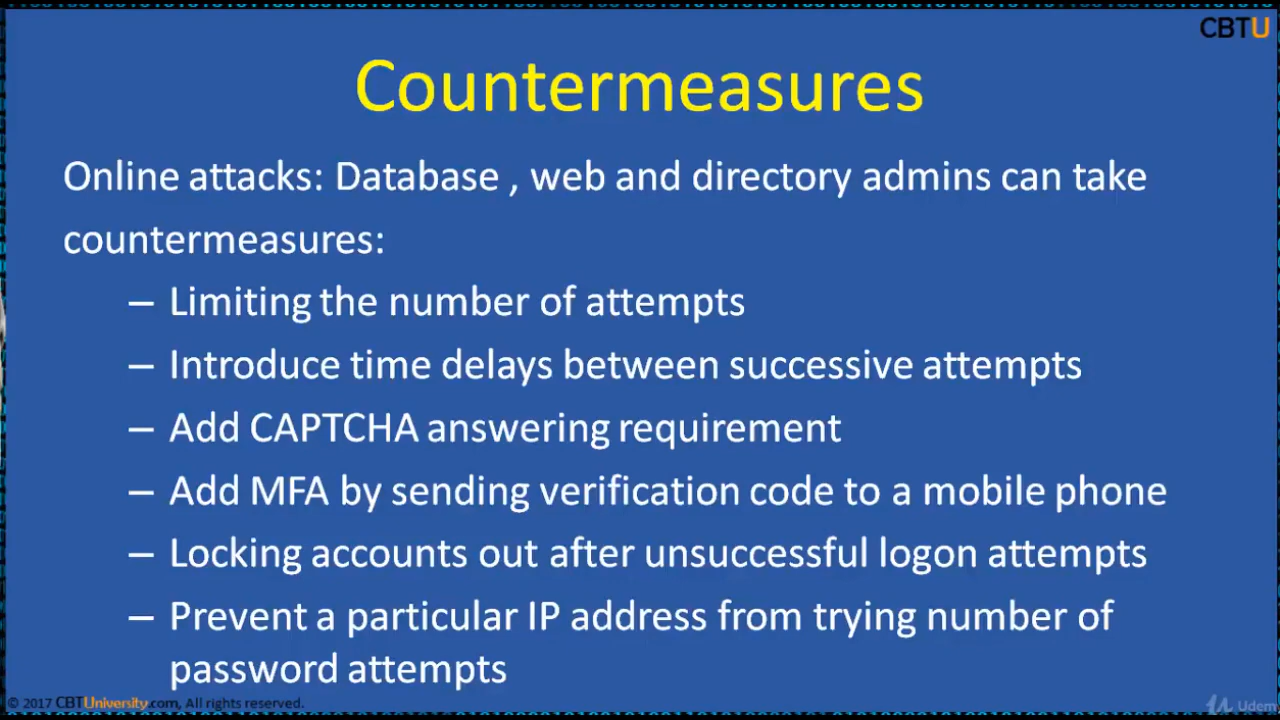 CBTU
Countermeasures
Online attacks: Database , web and directory admins can take
countermeasures:
– Limiting the number of attempts
– Introduce time delays between successive attempts
– Add CAPTCHA answering requirement
– Add MFA by sending verification code to a mobile phone
– Locking accounts out after unsuccessful logon attempts
– Prevent a particular IP address from trying number of
password attempts
© 2017 CBTUniversity.com, All rights reserved.